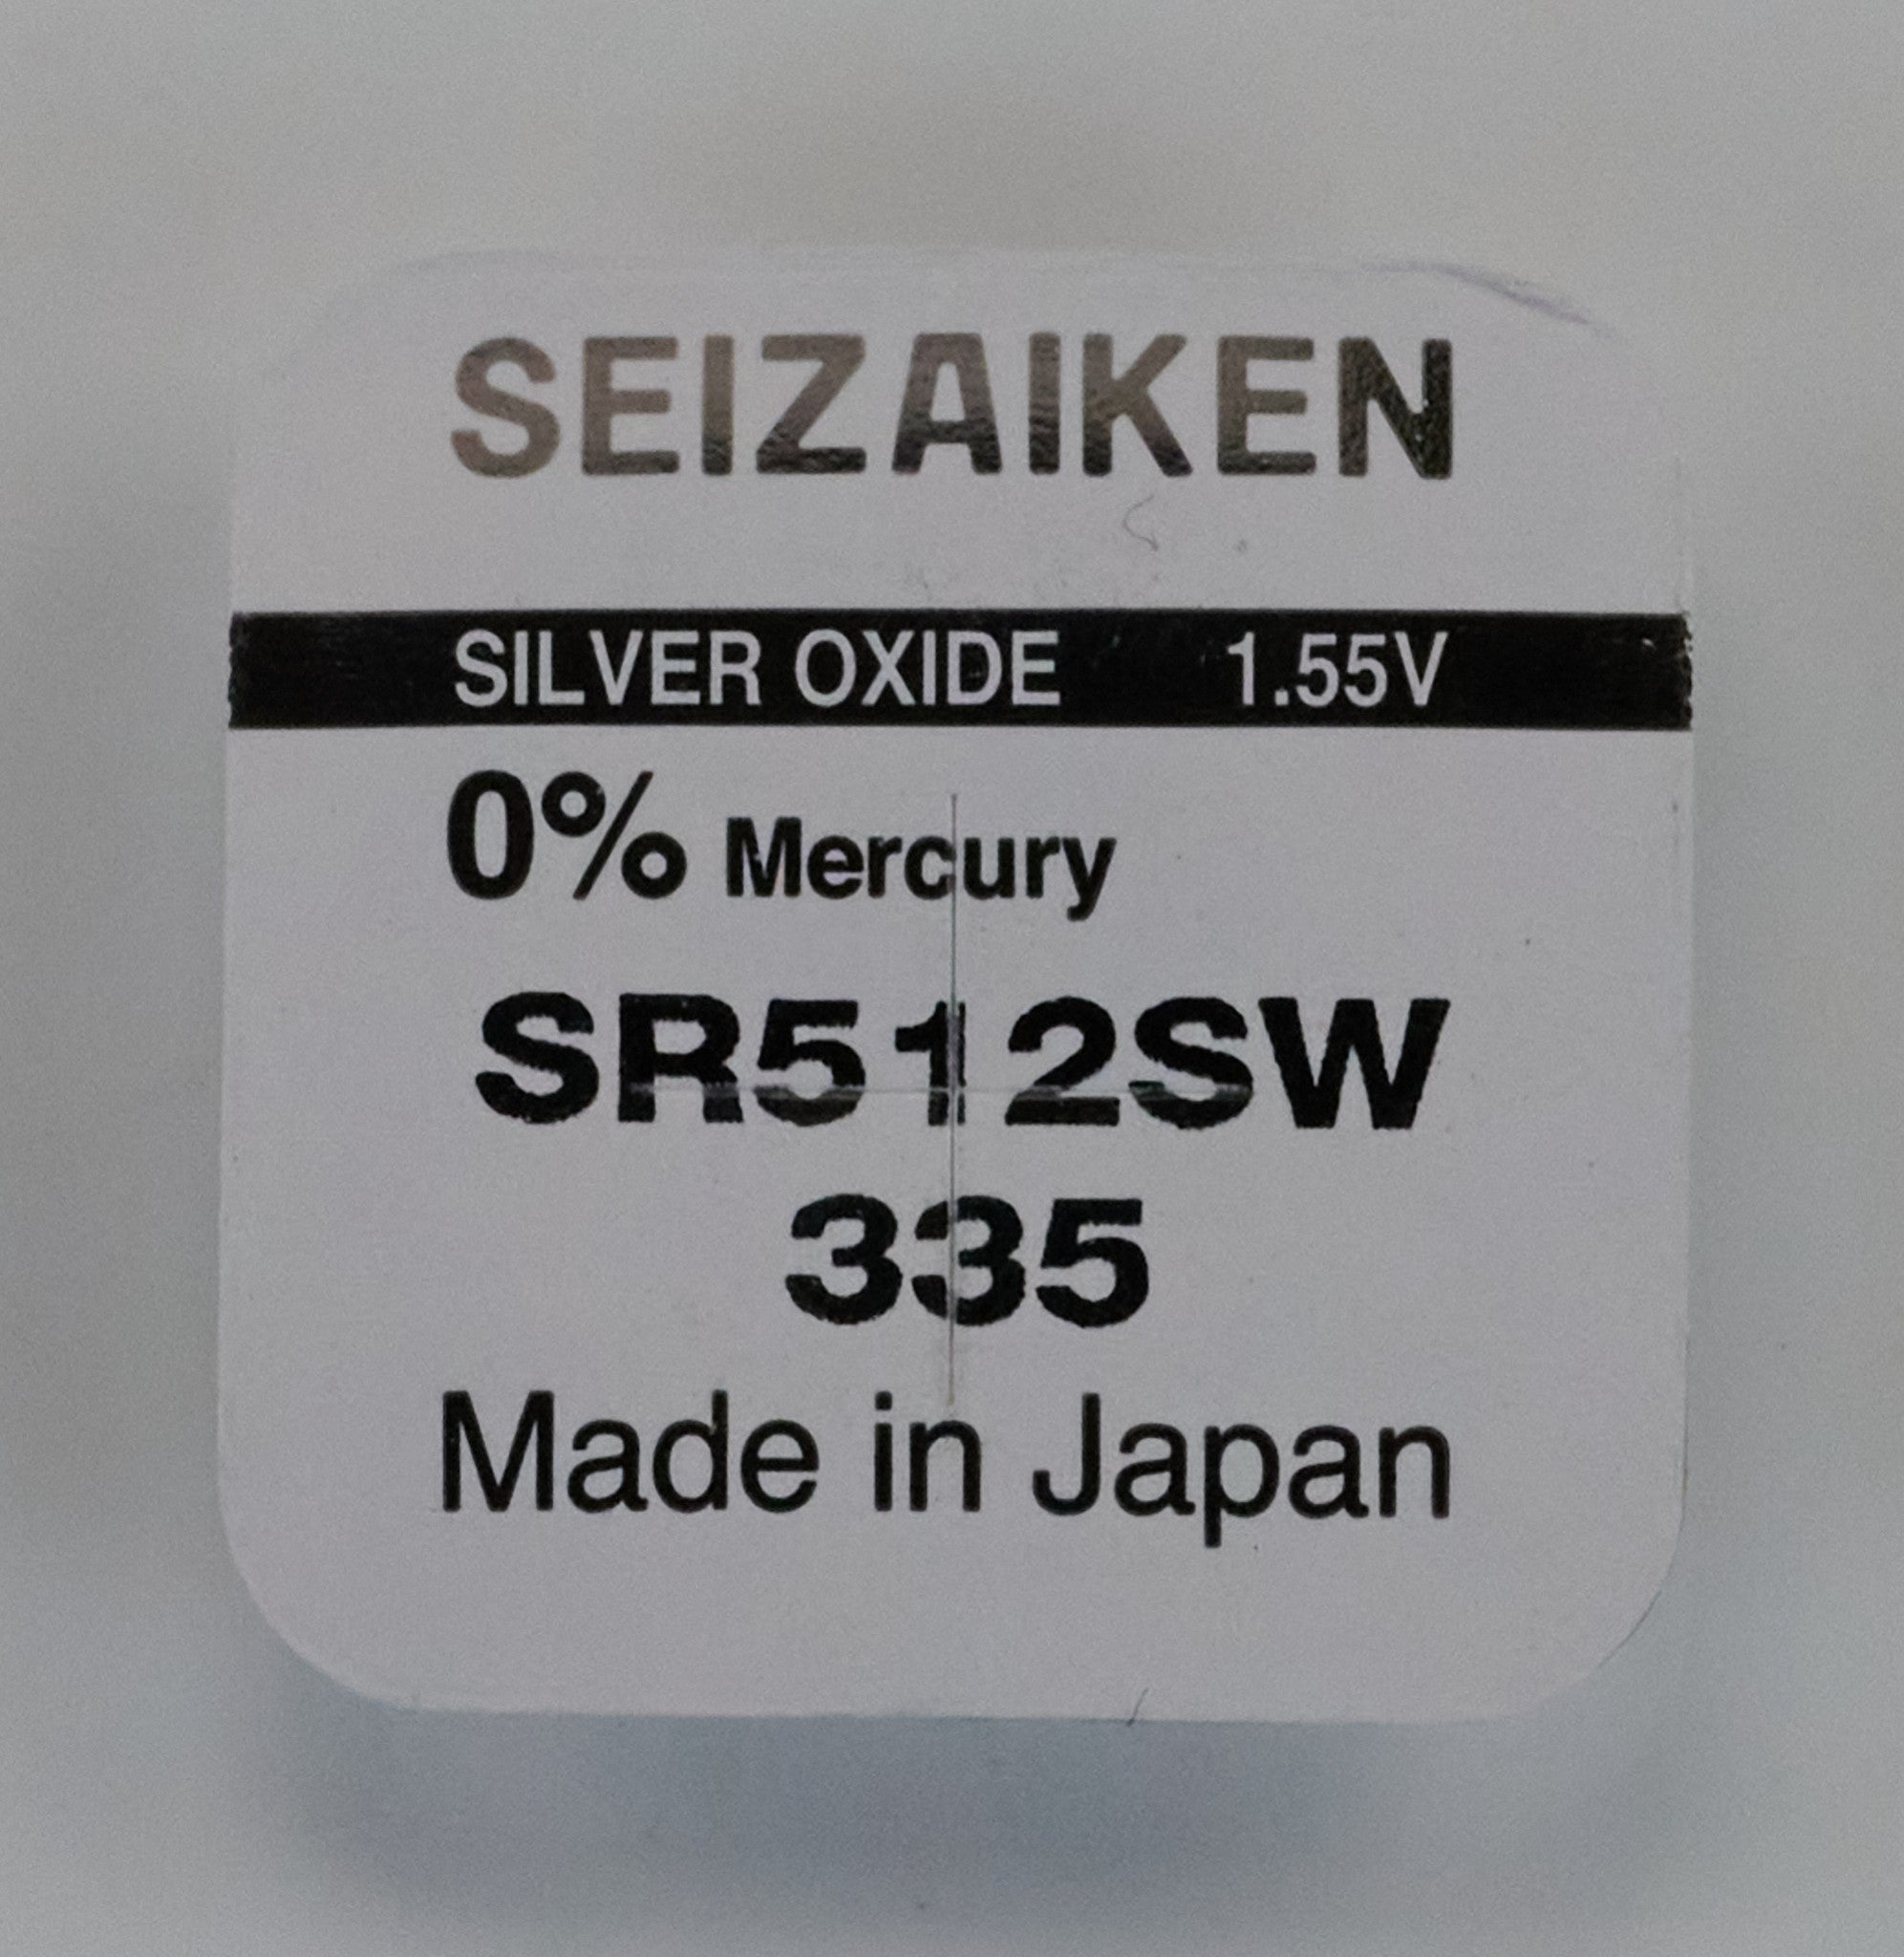 SEIZAIKEN
SILVER OXIDE 1.55V
0% Mercury
SR512SW
335
Made in Japan